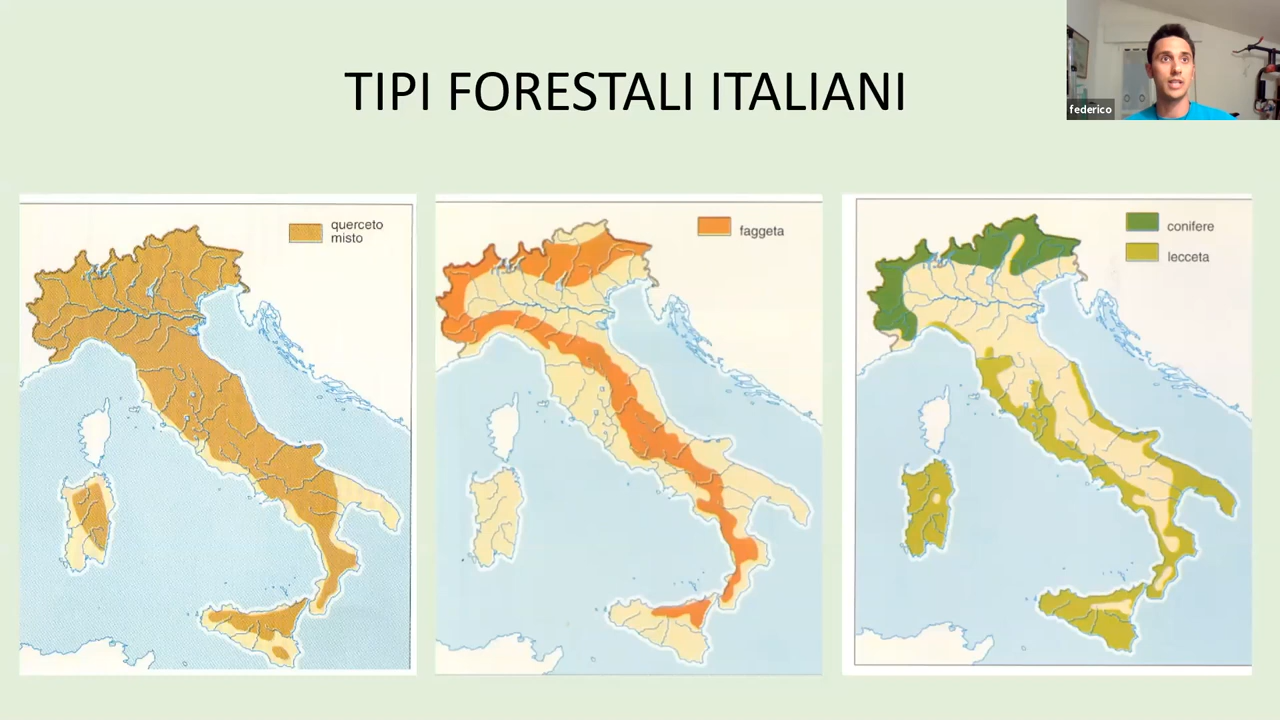 TIPI FORESTALI ITALIANI
federico
querceto
misto
faggeta
conifere
lecceta